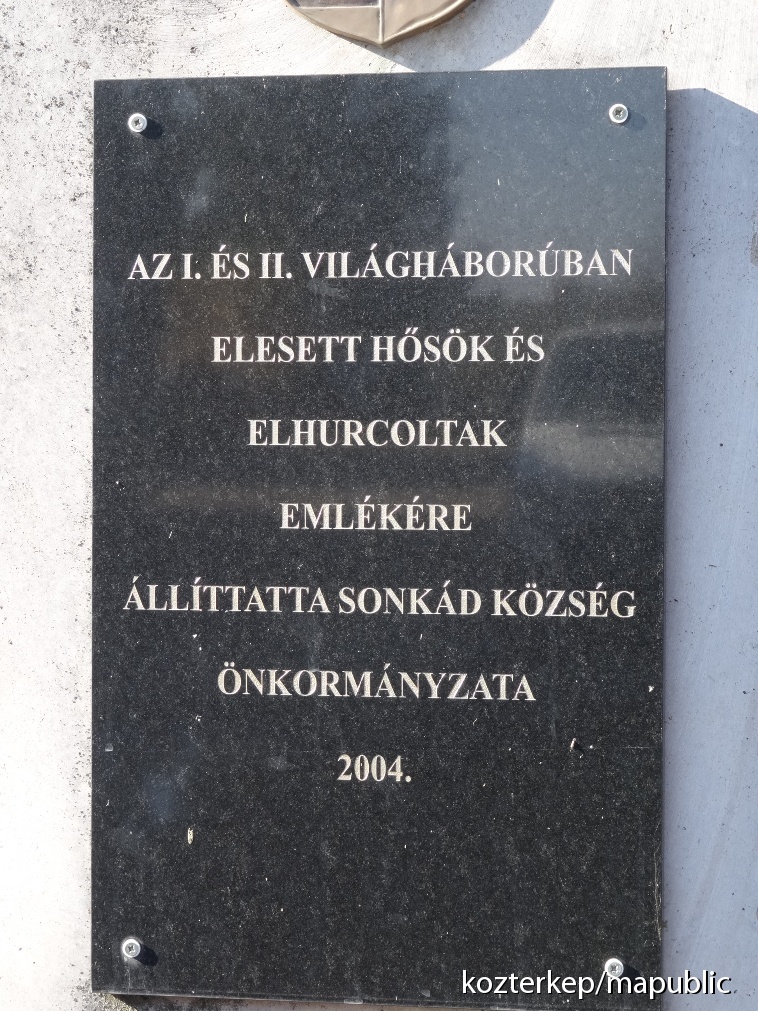 AZ I. ÉS II. VILÁGHÁBORÚBAN
ELESETT HŐSÖK ÉS
ELHURCOLTAK
EMLÉKÉRE
ÁLLÍTTATTA SONKÁD KÖZSÉG
ÖNKORMÁNYZATA
2004.
kozterkep/mapublic